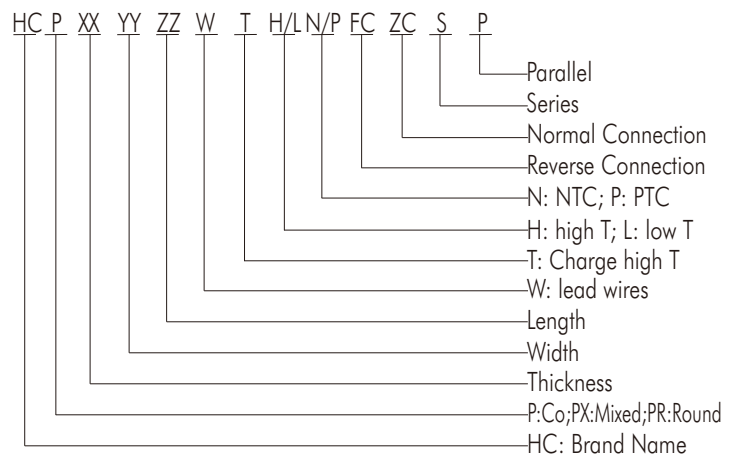 HC P XX YY ZZ W T H/L N/P FC ZC S P
Parallel
Series
Normal Connection
Reverse Connection
N: NTC; P: PTC
H: high T; L: low T
T: Charge high T
W: lead wires
Length
Width
Thickness
P:Co;PX:Mixed;PR:Round
HC: Brand Name